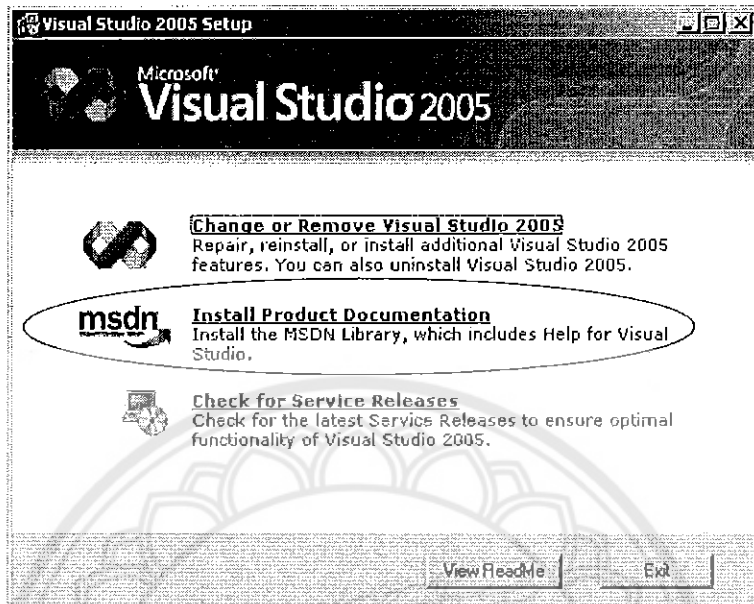 Visual Studio 2005 Setup
Microsoft
Visual Studio 2005
Change or Remove Visual Studio 2005
Repair, reinstall, or install additional Visual Studio 2005
features. You can also uninstall Visual Studio 2005.
msdn
Install Product Documentation
Install the MSDN Library, which includes Help for Visual
Studio.
Check for Service Releases
Check for the latest Service Releases to ensure optimal
functionality of Visual Studio 2005.
View ReadMe
Exit